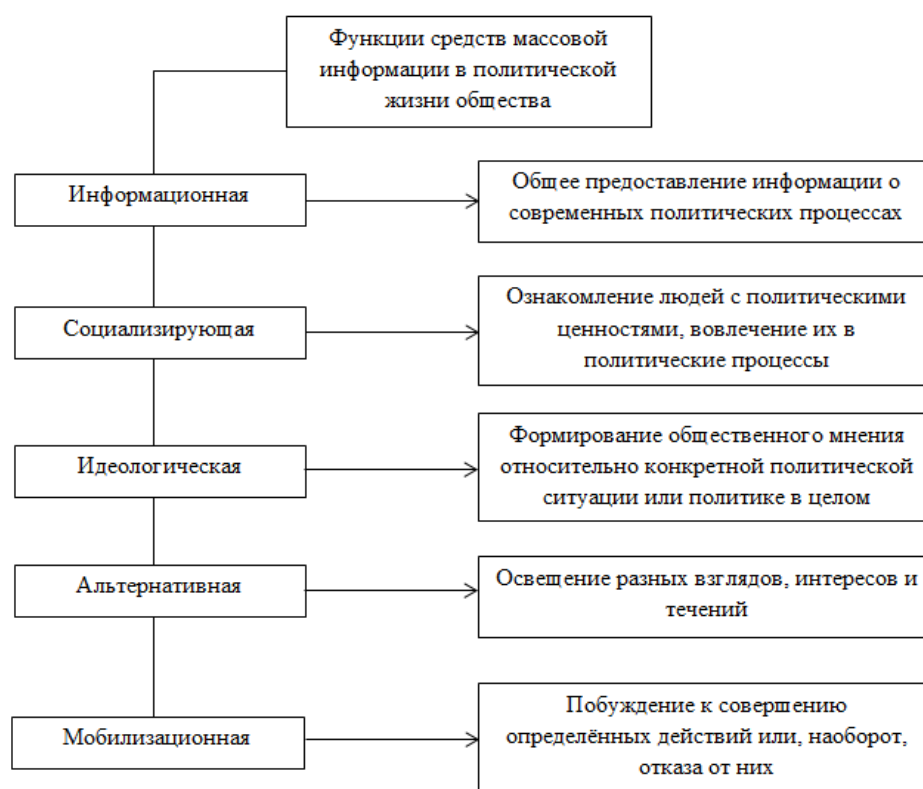 Функции средств массовой
информации в политической
жизни общества
Информационная
Общее предоставление информации о
современных политических процессах
Социализирующая
Ознакомление людей с политическими
ценностями, вовлечение их в
политические процессы
Идеологическая
Формирование общественного мнения
относительно конкретной политической
ситуации или политике в целом
Альтернативная
Освещение разных взглядов, интересов и
течений
Мобилизационная
Побуждение к совершению
определённых действий или, наоборот,
отказа от них